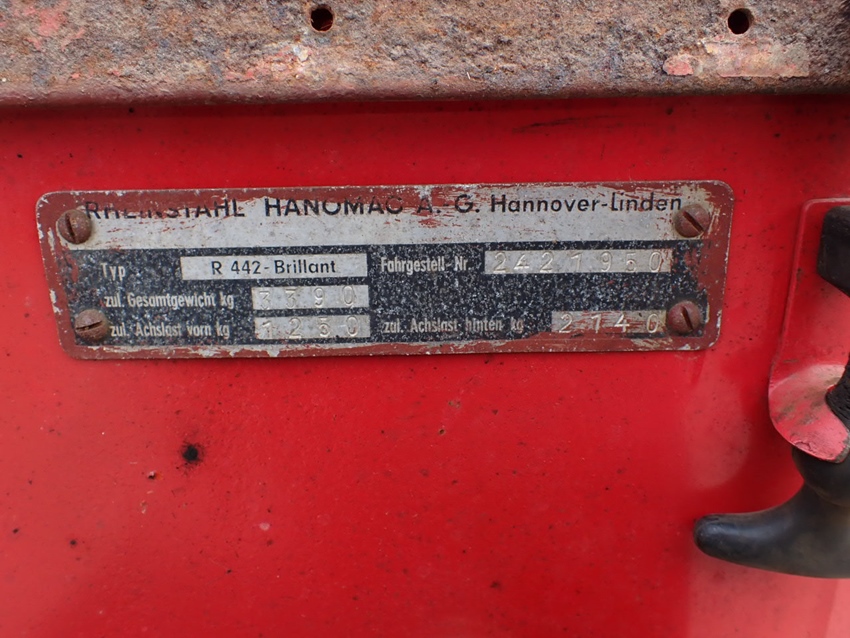 RHEINSTAHL HANOMAG A. G. Hannover-Linden
Typ R 442-Brillant Fahrgestell-Nr. 2421950
zul. Gesamtgewicht kg 3390
zul. Achslast vorn kg 1250 zul. Achslast hinten kg 2140